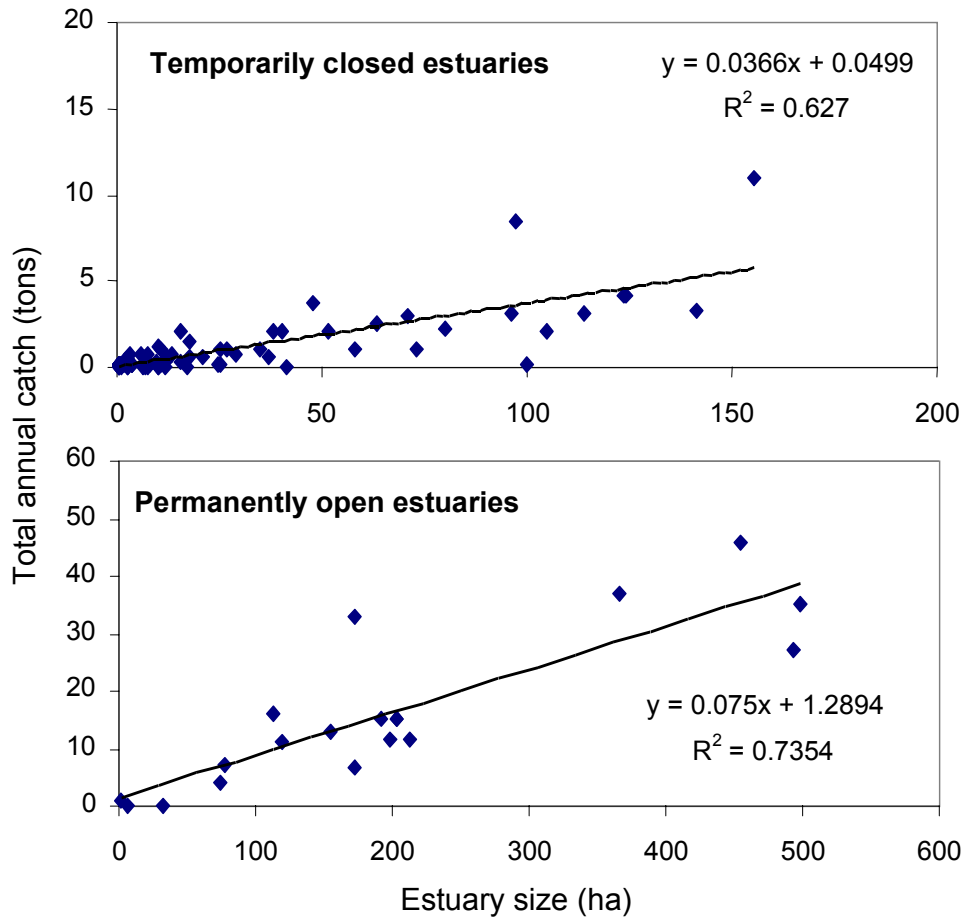 Total annual catch (tons)
20
15
10
5
0
Temporarily closed estuaries
y = 0.0366x + 0.0499
R² = 0.627
0 50 100 150 200
60
50
40
30
20
10
0
Permanently open estuaries
y = 0.075x + 1.2894
R² = 0.7354
0 100 200 300 400 500 600
Estuary size (ha)